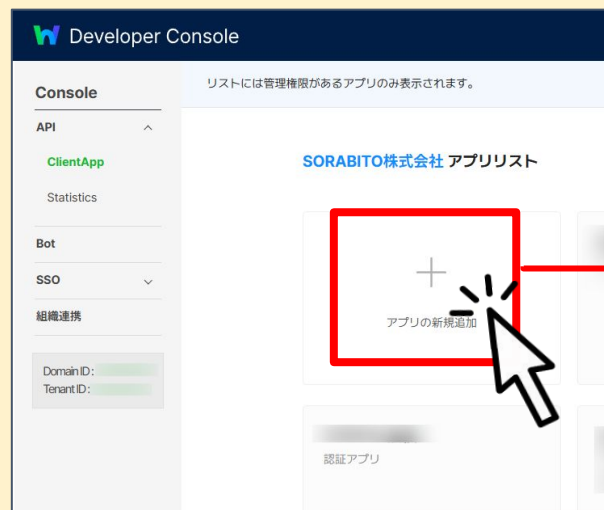 Developer Console
Console
リストには管理権限があるアプリのみ表示されます。
API
ClientApp
Statistics
Bot
SSO
組織連携
Domain ID :
Tenant ID :
SORABITO株式会社 アプリリスト
アプリの新規追加
認証アプリ